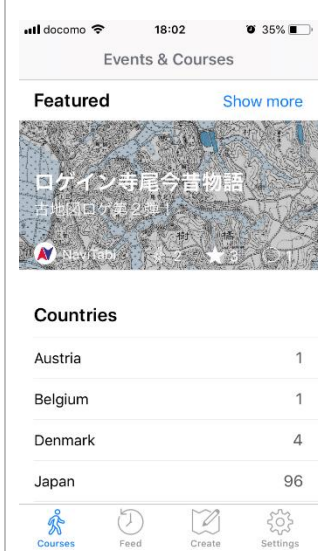 docomo 18:02 35%
Events & Courses
Featured Show more
ロゲイン寺尾今昔物語
古地図ロゲ第2弾!
NaviTabi 2 3 1
Countries
Austria 1
Belgium 1
Denmark 4
Japan 96
Courses Feed Create Settings